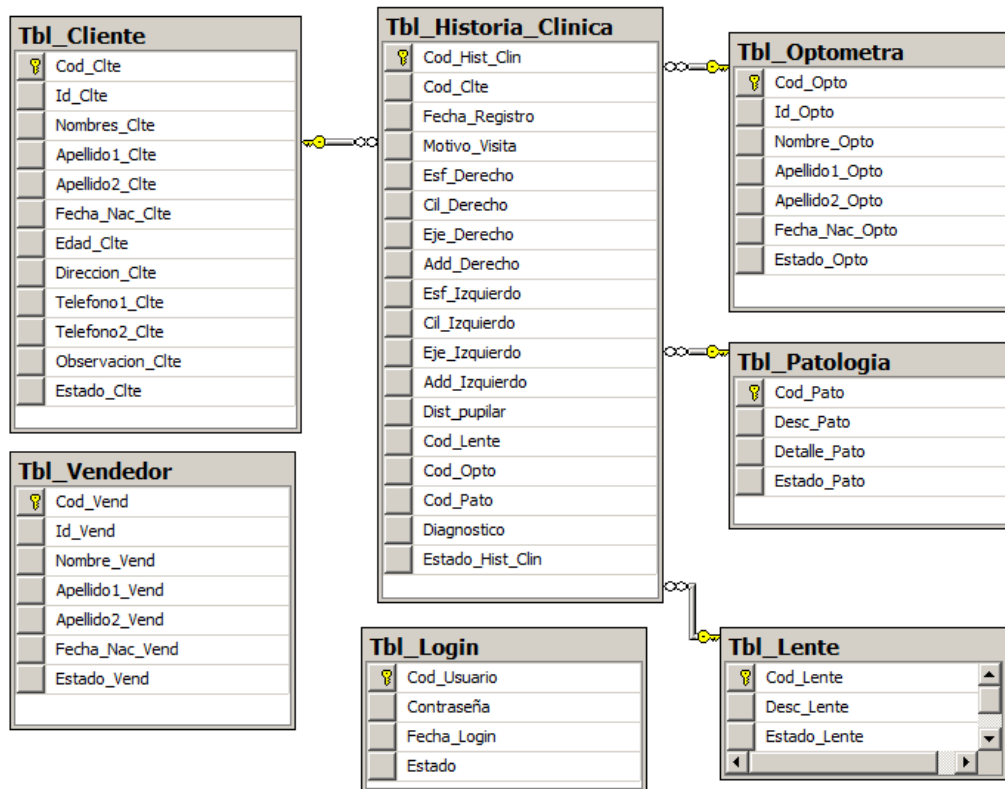 Tbl_Cliente
Cod_Clte
Id_Clte
Nombres_Clte
Apellido1_Clte
Apellido2_Clte
Fecha_Nac_Clte
Edad_Clte
Direccion_Clte
Telefono1_Clte
Telefono2_Clte
Observacion_Clte
Estado_Clte
Tbl_Vendedor
Cod_Vend
Id_Vend
Nombre_Vend
Apellido1_Vend
Apellido2_Vend
Fecha_Nac_Vend
Estado_Vend
Tbl_Historia_Clinica
Cod_Hist_Clin
Cod_Clte
Fecha_Registro
Motivo_Visita
Esf_Derecho
Cil_Derecho
Eje_Derecho
Add_Derecho
Esf_Izquierdo
Cil_Izquierdo
Eje_Izquierdo
Add_Izquierdo
Dist_pupilar
Cod_Lente
Cod_Opto
Cod_Pato
Diagnostico
Estado_Hist_Clin
Tbl_Login
Cod_Usuario
Contraseña
Fecha_Login
Estado
Tbl_Optometra
Cod_Opto
Id_Opto
Nombre_Opto
Apellido1_Opto
Apellido2_Opto
Fecha_Nac_Opto
Estado_Opto
Tbl_Patologia
Cod_Pato
Desc_Pato
Detalle_Pato
Estado_Pato
Tbl_Lente
Cod_Lente
Desc_Lente
Estado_Lente